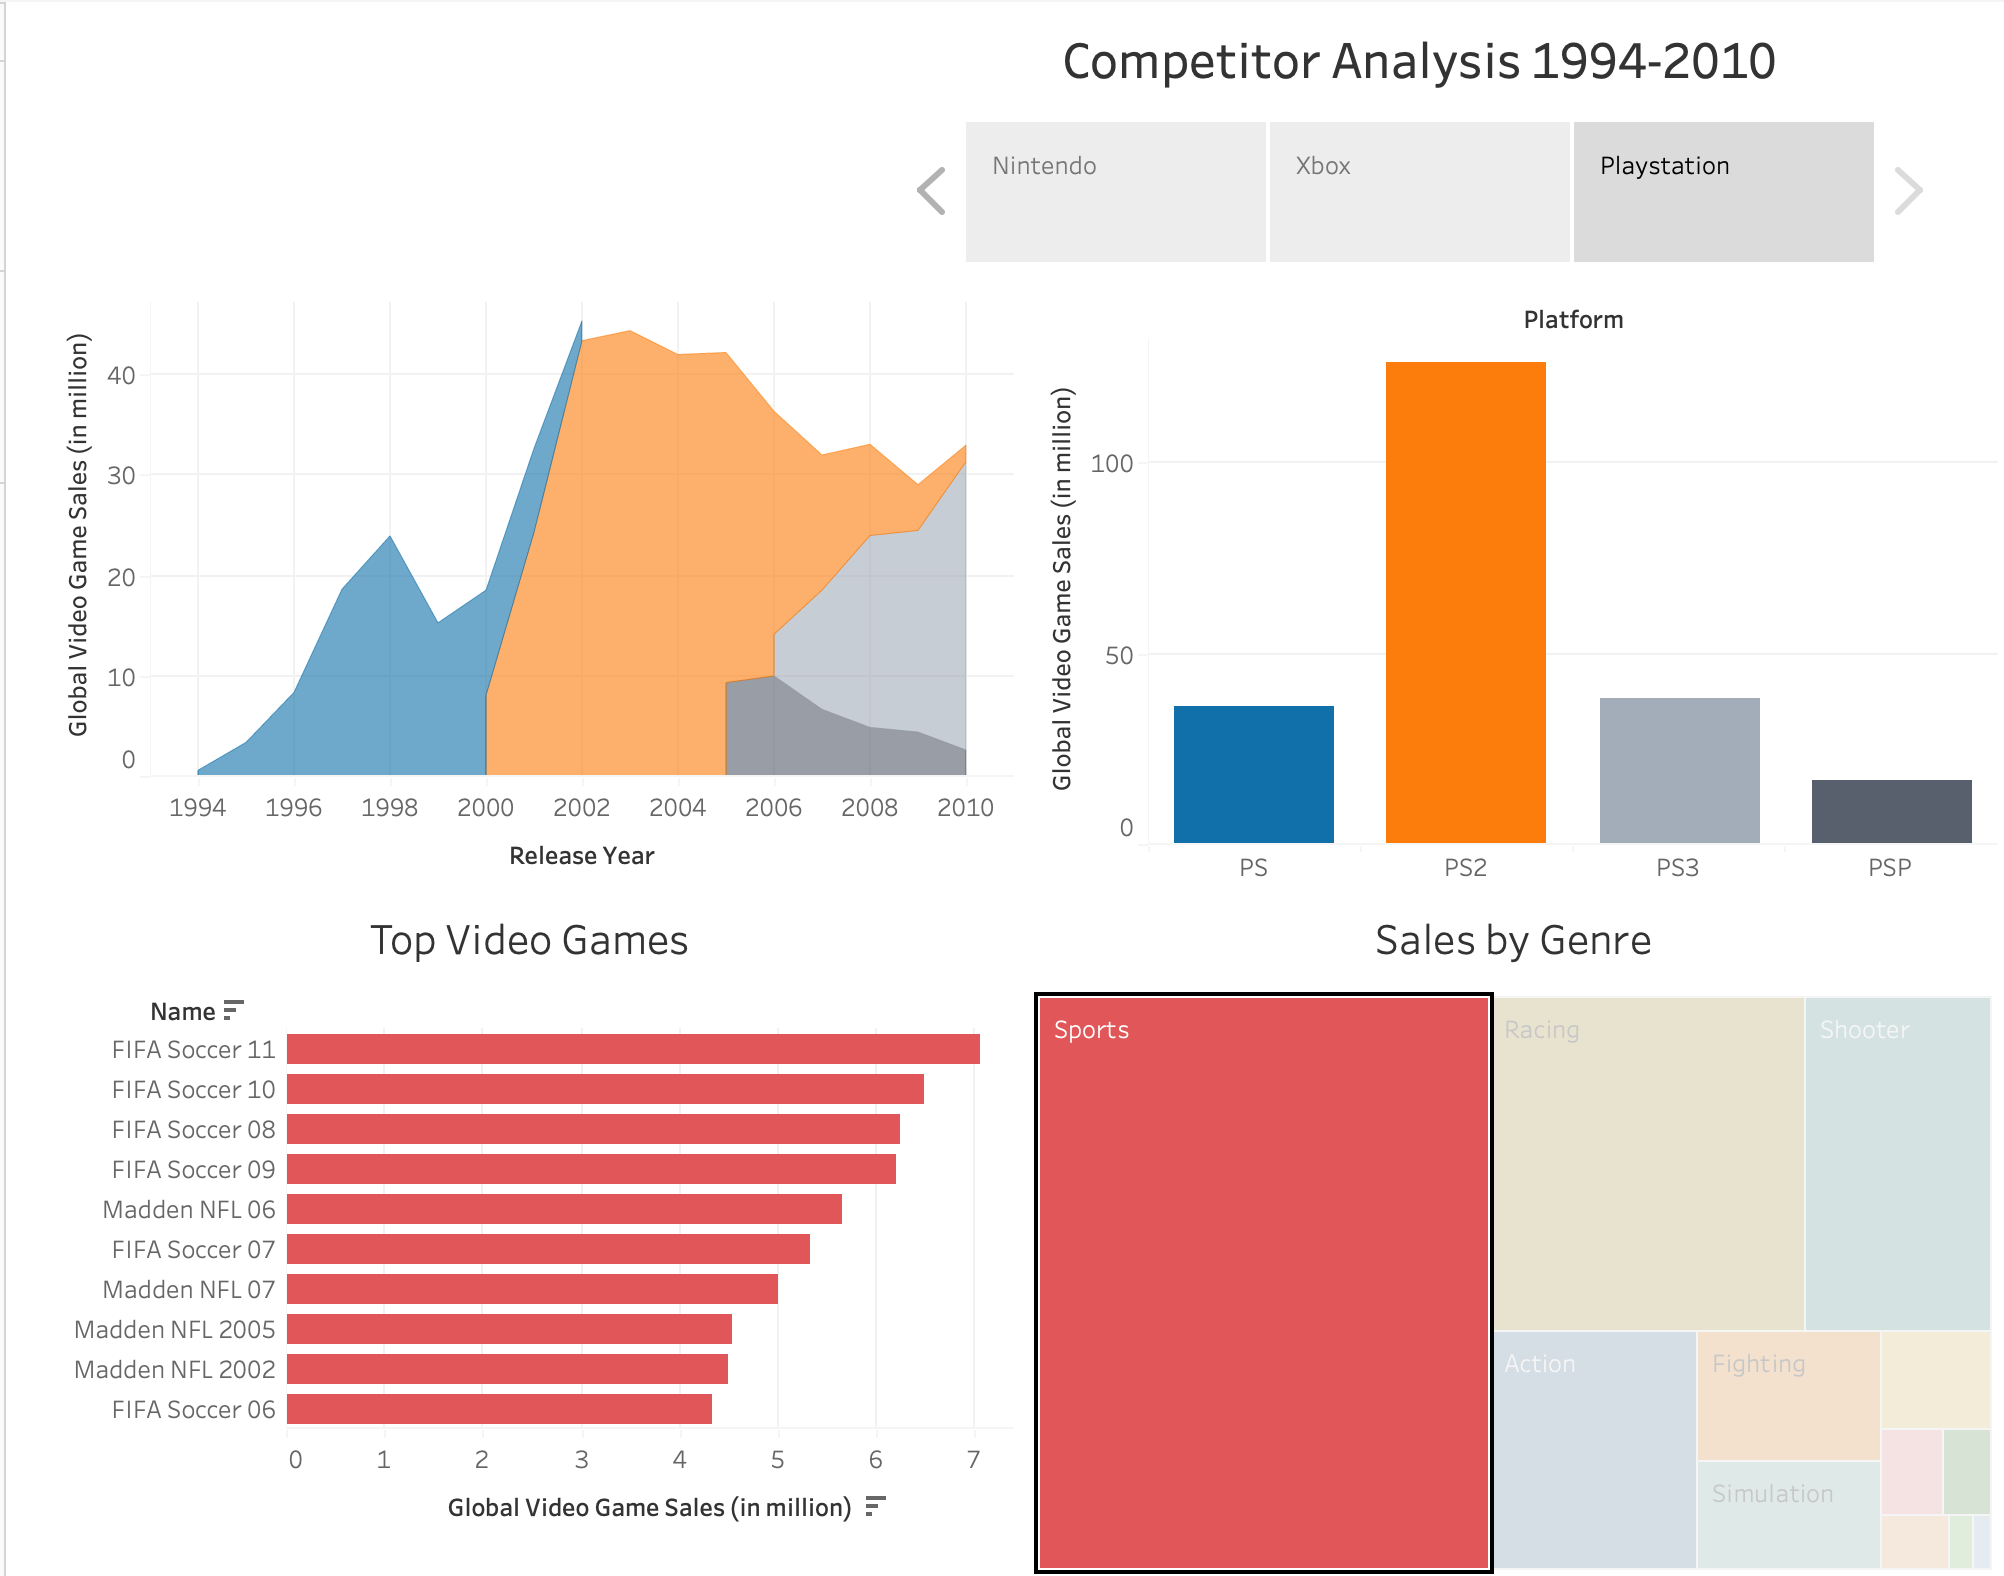 Competitor Analysis 1994-2010
Nintendo
Xbox
Playstation
Global Video Game Sales (in million)
40
30
20
10
0
1994 1996 1998 2000 2002 2004 2006 2008 2010
Release Year
Platform
Global Video Game Sales (in million)
100
50
0
PS PS2 PS3 PSP
Top Video Games
Name
FIFA Soccer 11
FIFA Soccer 10
FIFA Soccer 08
FIFA Soccer 09
Madden NFL 06
FIFA Soccer 07
Madden NFL 07
Madden NFL 2005
Madden NFL 2002
FIFA Soccer 06
0 1 2 3 4 5 6 7
Global Video Game Sales (in million)
Sales by Genre
Sports
Racing
Shooter
Action
Fighting
Simulation